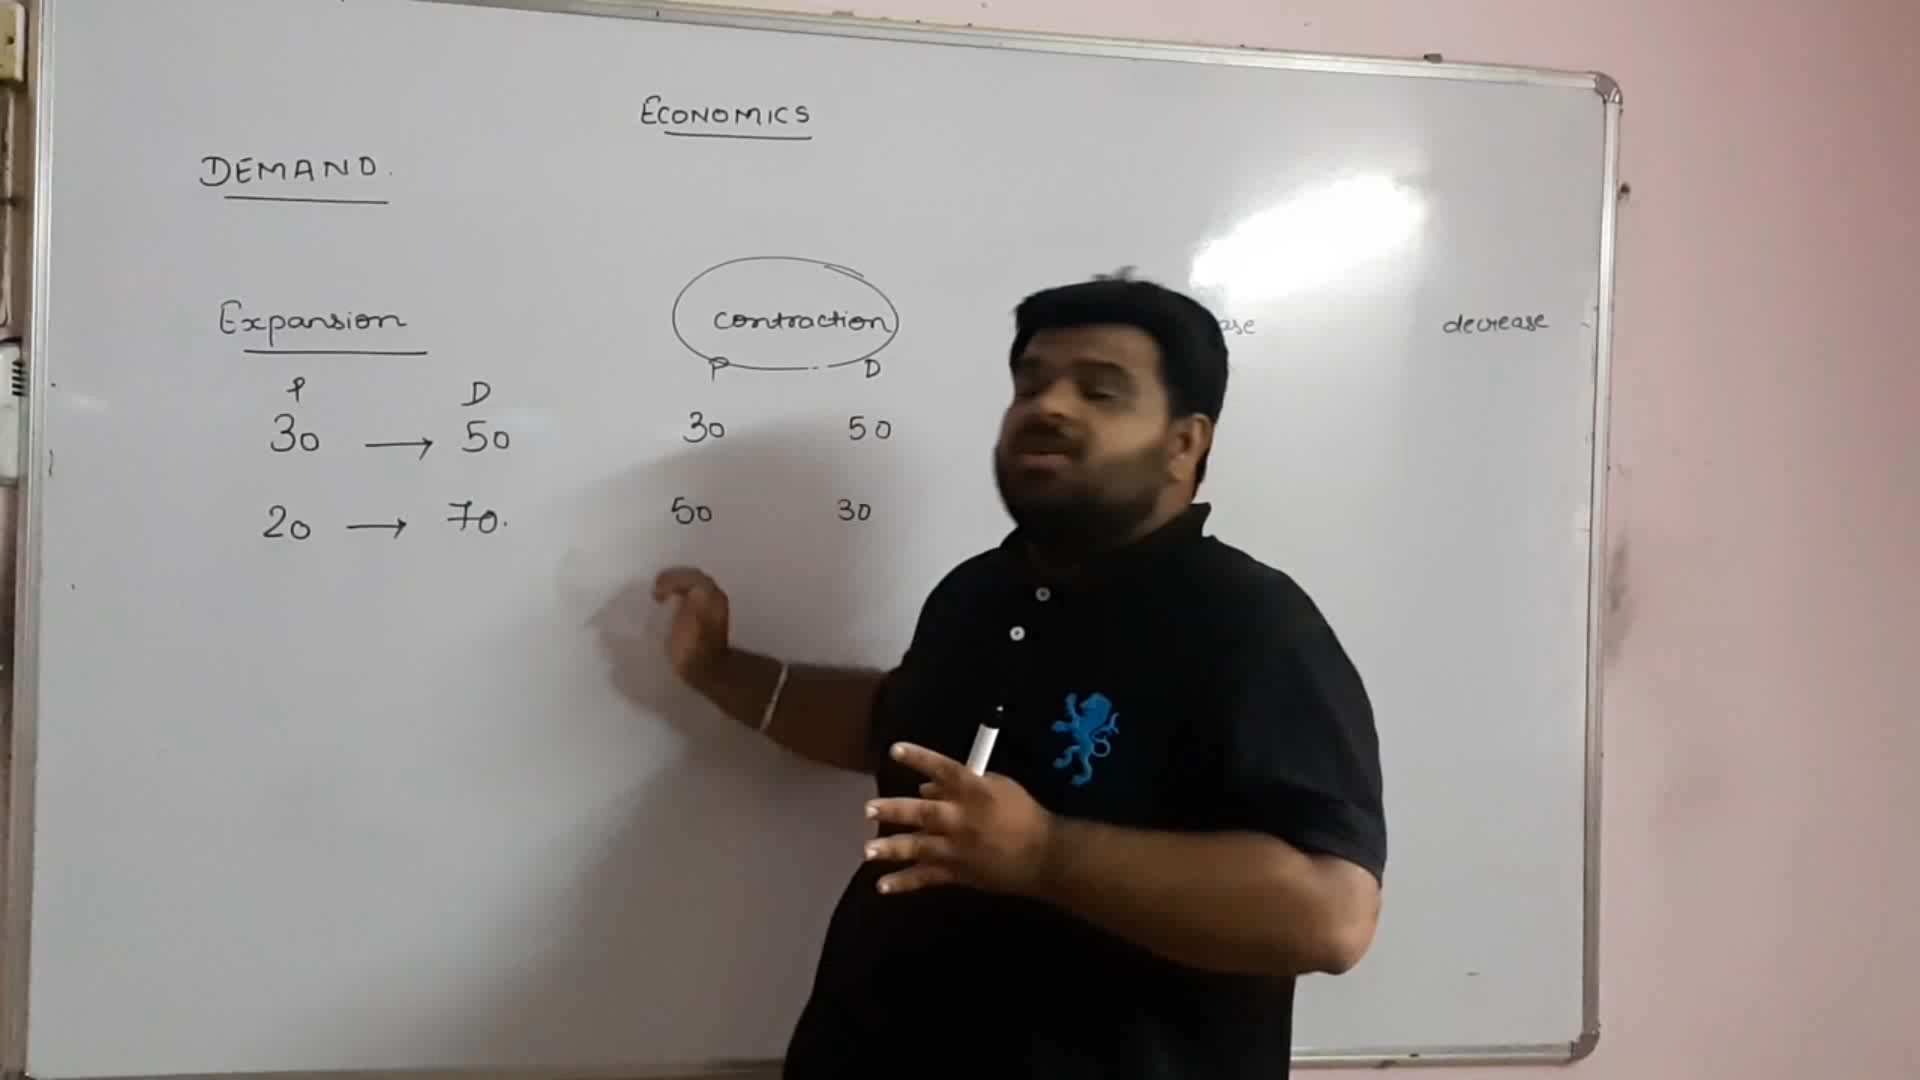 ECONOMICS
DEMAND.
Expansion contraction decrease
P D P D
30 → 50 30 50
20 → 70. 50 30